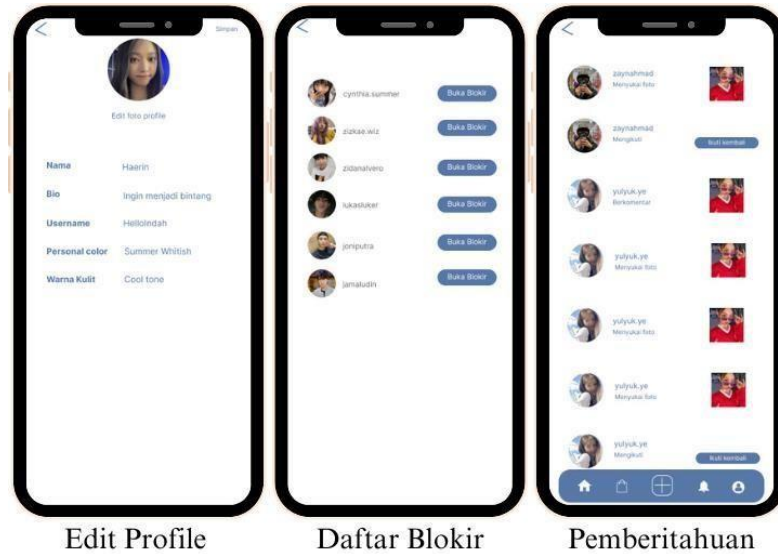 Simpan
Edit foto profile
Nama Haerin
Bio Ingin menjadi bintang
Username HelloIndah
Personal color Summer Whitish
Warna Kulit Cool tone
Edit Profile
cynthia.summer Buka Blokir
zizkae.wiz Buka Blokir
zidanalvero Buka Blokir
lukasluker Buka Blokir
joniputra Buka Blokir
jamaludin Buka Blokir
Daftar Blokir
zaynahmad
Menyukai foto
zaynahmad
Mengikuti
Ikuti kembali
yulyuk.ye
Berkomentar
yulyuk.ye
Menyukai foto
yulyuk.ye
Menyukai foto
yulyuk.ye
Menyukai foto
yulyuk.ye
Mengikuti
Ikuti kembali
Pemberitahuan